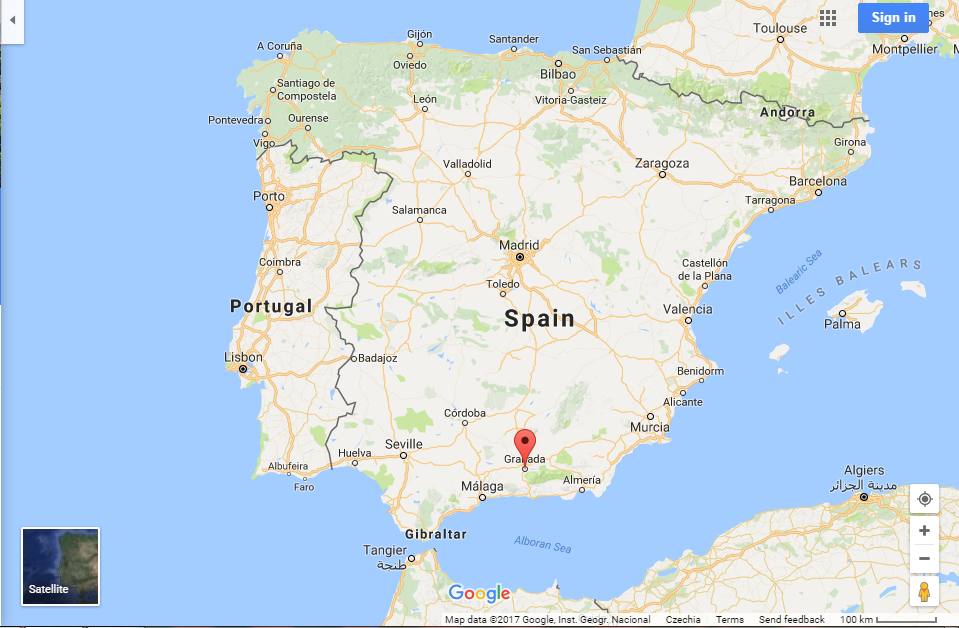 Sign in
Toulouse
Montpellier
nes
M
Gijón
A Coruña
Santander
San Sebastián
Oviedo
Bilbao
Santiago de
Compostela
León
Vitoria-Gasteiz
Andorra
Pontevedra
Ourense
Vigo
Girona
Valladolid
Zaragoza
Barcelona
Porto
Tarragona
Salamanca
Madrid
Coimbra
Castellón
de la Plana
Balearic Sea
ILLES BALEARS
Toledo
Portugal
Spain
Valencia
Palma
Lisbon
Badajoz
Benidorm
Alicante
Córdoba
Murcia
Seville
Huelva
Granada
Albufeira
Faro
Málaga
Almería
Algiers
مدينة الجزائر
Gibraltar
Alboran Sea
Tangier
طنجة
Satellite
Google
Map data ©2017 Google, Inst. Geogr. Nacional Czechia Terms Send feedback 100 km